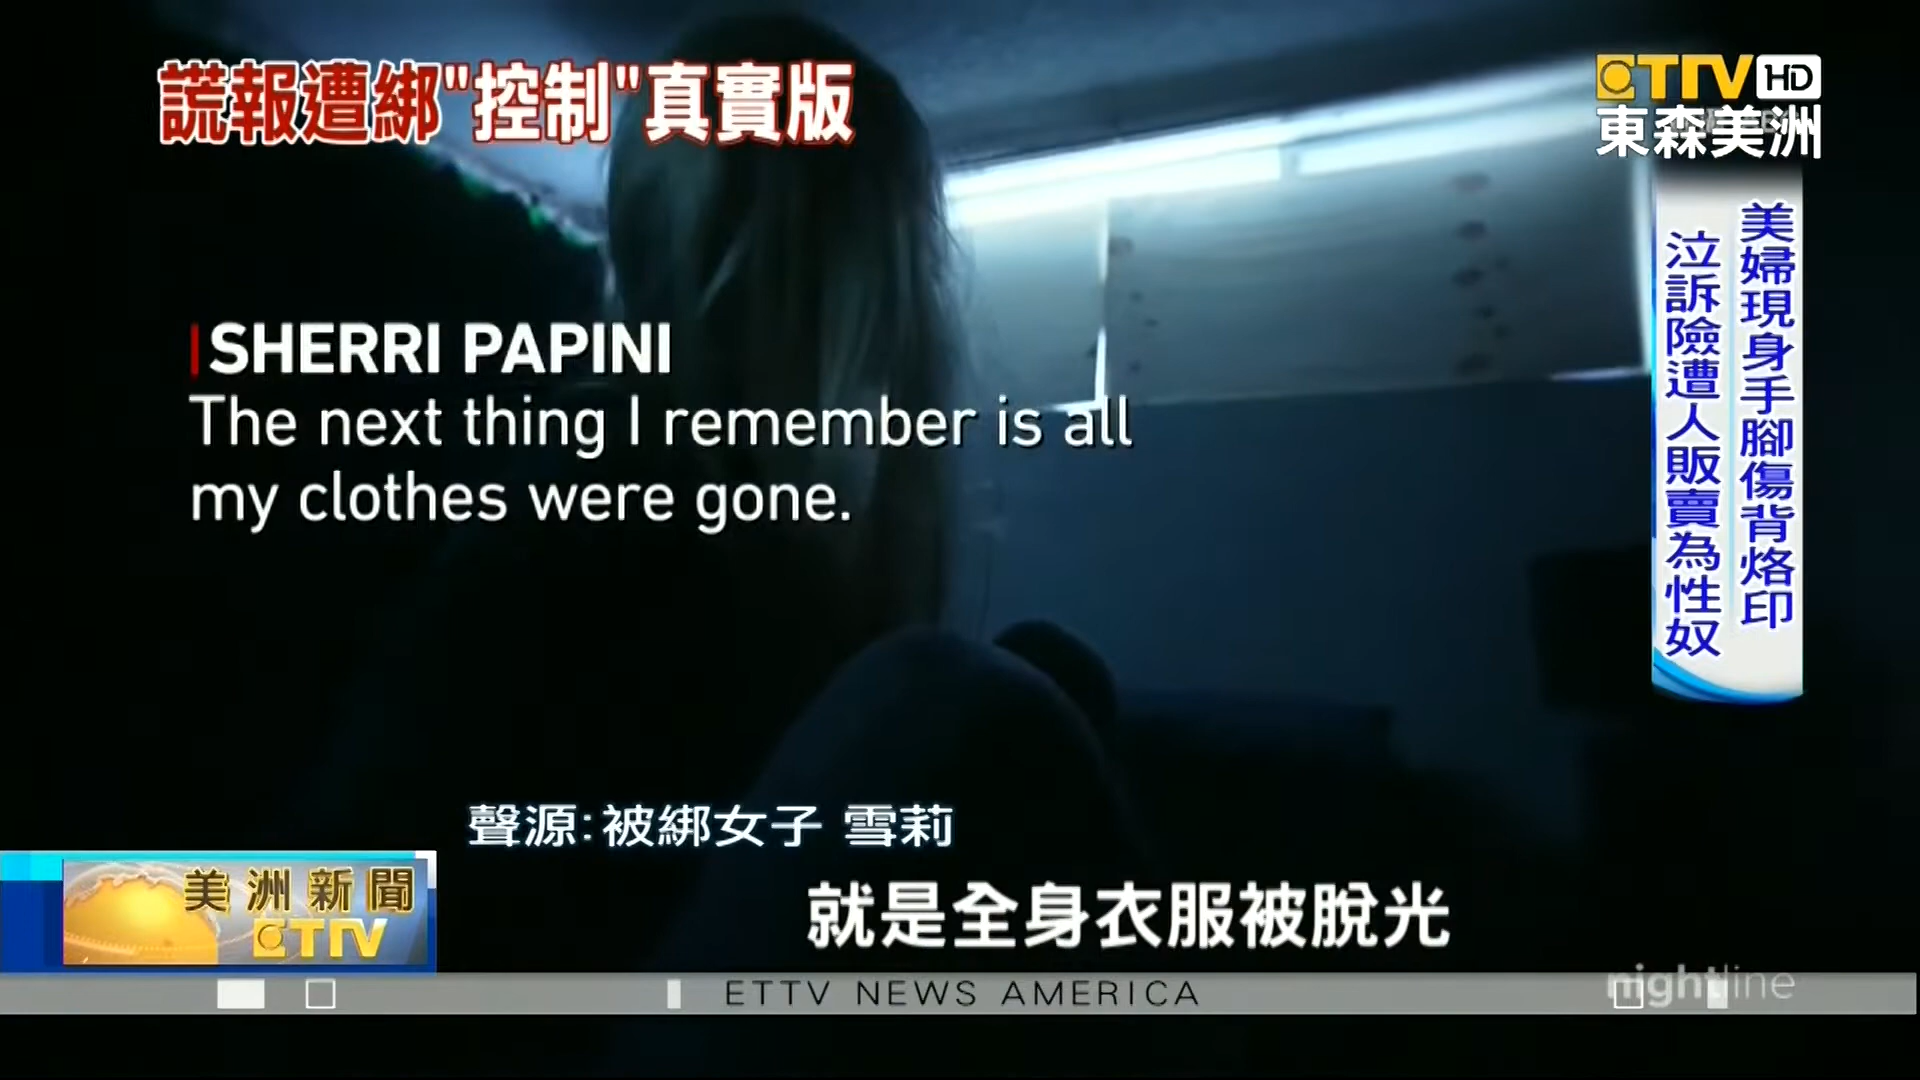 謊報遭綁"控制"真實版
ETTV HD
東森美洲
美婦現身手腳傷背烙印
泣訴險遭人販賣為性奴
SHERRI PAPINI
The next thing I remember is all
my clothes were gone.
聲源:被綁女子 雪莉
就是全身衣服被脫光
美洲新聞
ETTV
ETTV NEWS AMERICA
nightline